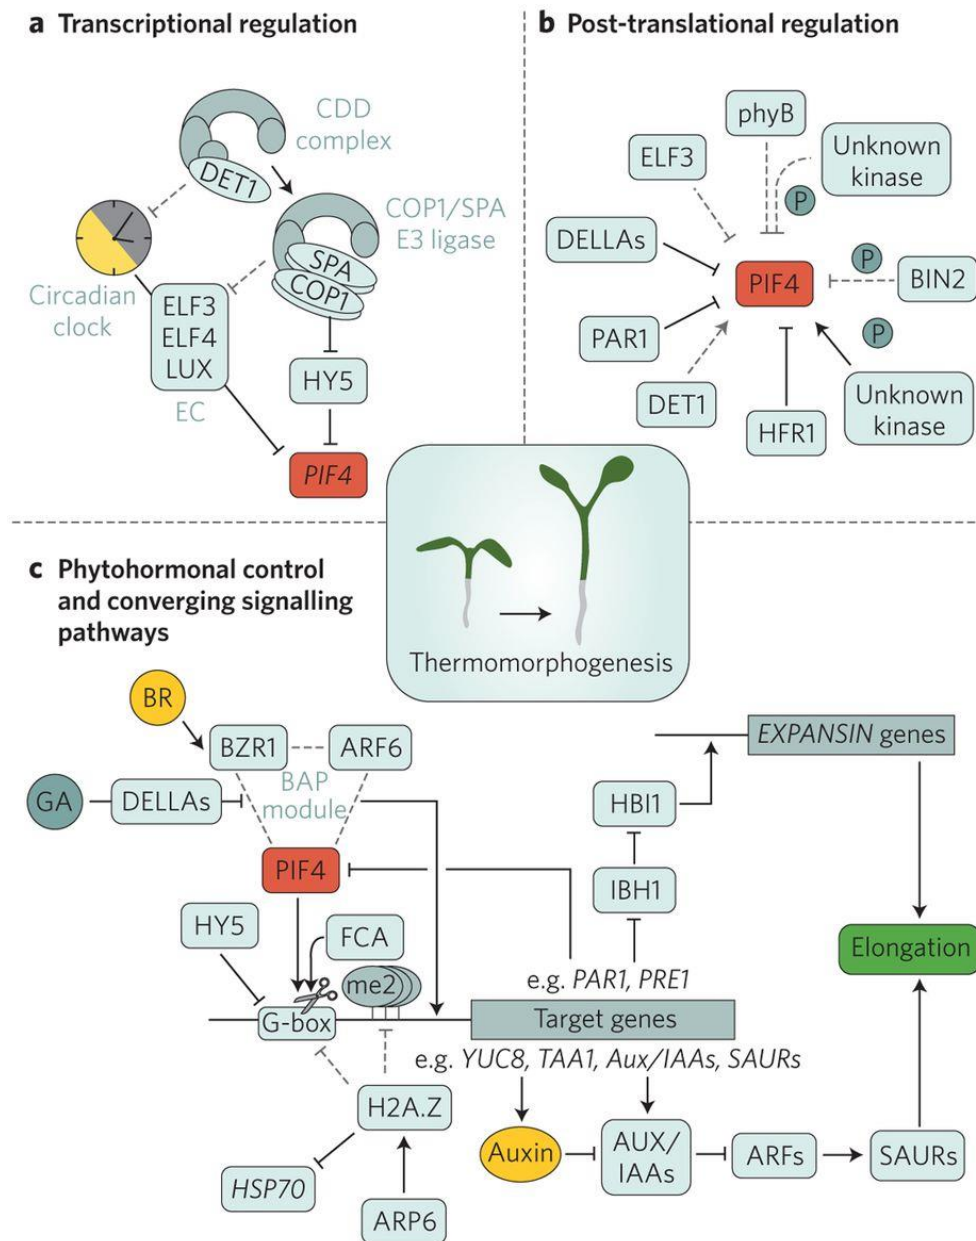 a Transcriptional regulation
CDD
complex
DET1
COP1/SPA
E3 ligase
SPA
COP1
Circadian
clock
ELF3
ELF4
LUX
EC
HY5
PIF4
b Post-translational regulation
phyB
ELF3
Unknown
kinase
P
DELLAs
P
PIF4
BIN2
PAR1
P
DET1
HFR1
Unknown
kinase
Thermomorphogenesis
c Phytohormonal control
and converging signalling
pathways
BR
BZR1
ARF6
BAP
module
GA
DELLAs
PIF4
HY5
FCA
me2
G-box
H2A.Z
HSP70
ARP6
EXPANSIN genes
HBI1
IBH1
Elongation
e.g. PAR1, PRE1
Target genes
e.g. YUC8, TAA1, Aux/IAAs, SAURs
Auxin
AUX/
IAAs
ARFs
SAURs